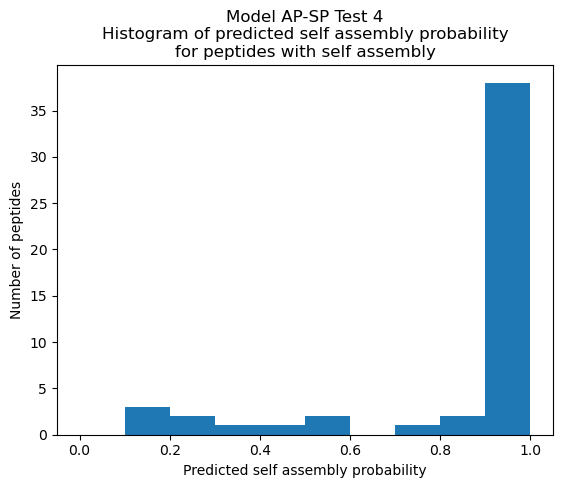 Model AP-SP Test 4
Histogram of predicted self assembly probability
for peptides with self assembly
Number of peptides
35
30
25
20
15
10
5
0
0.0 0.2 0.4 0.6 0.8 1.0
Predicted self assembly probability